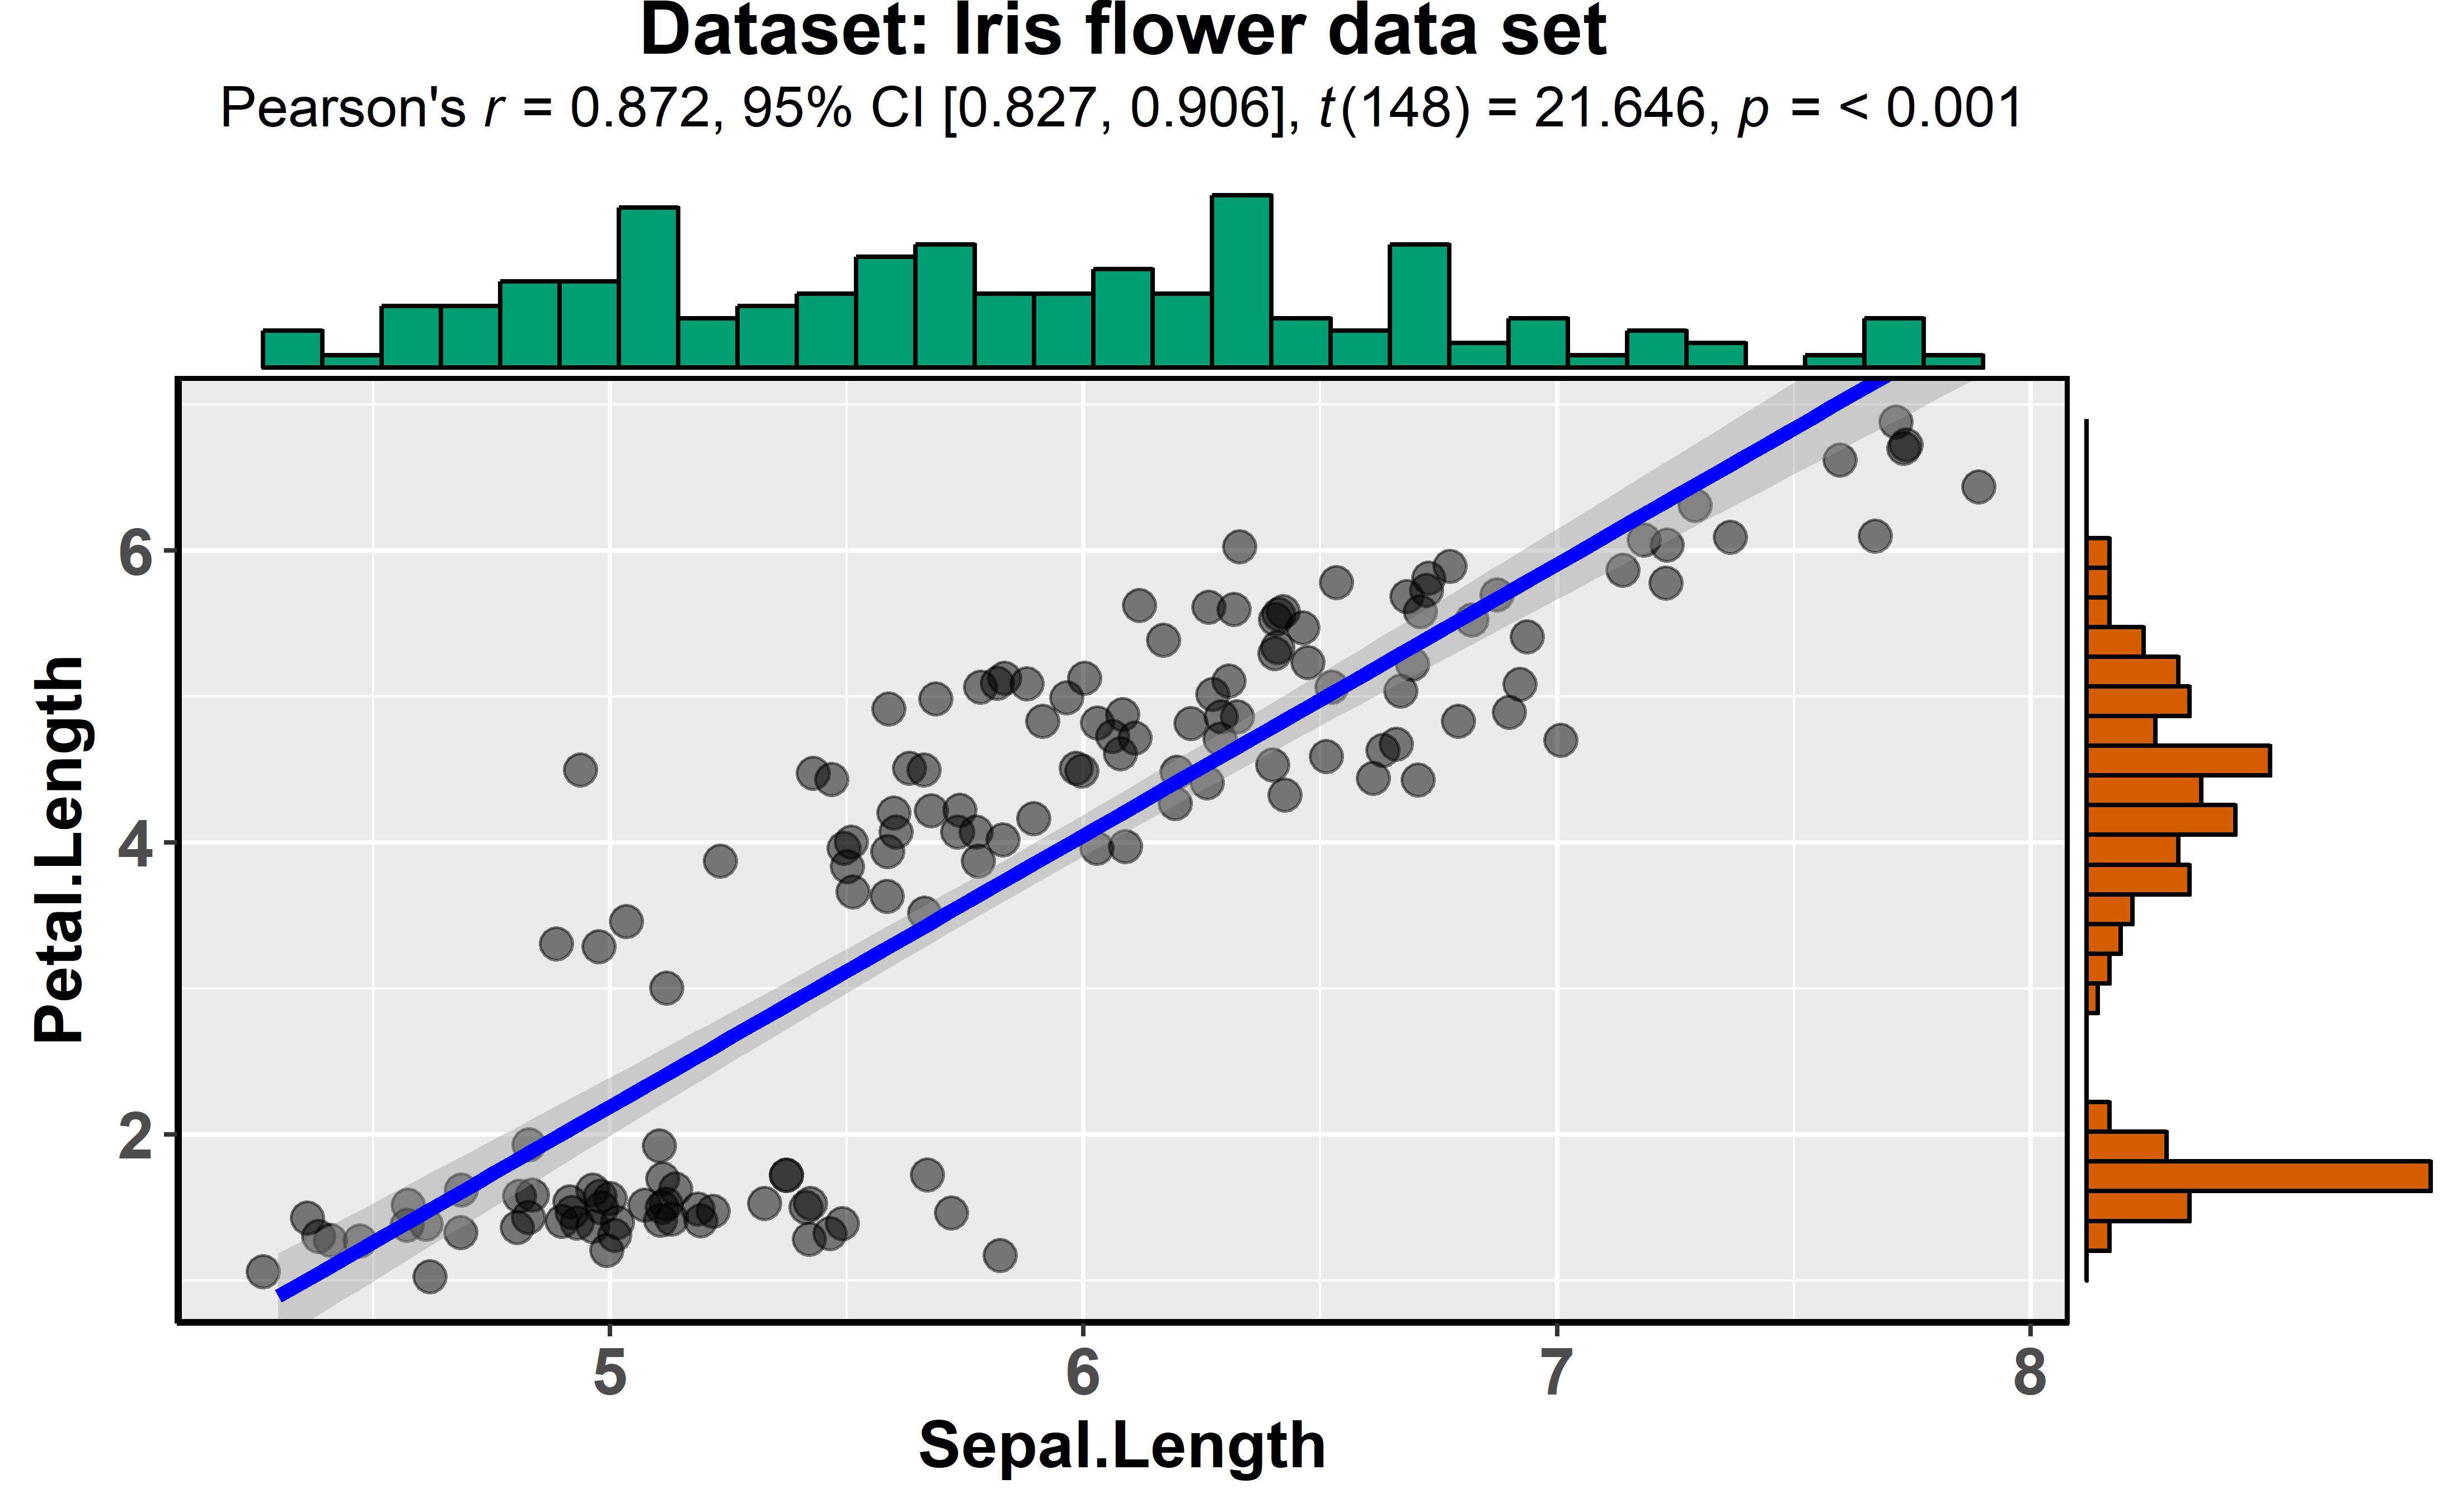 Dataset: Iris flower data set
Pearson's r = 0.872, 95% CI [0.827, 0.906], t(148) = 21.646, p = < 0.001
6
4
2
Petal.Length
5 6 7 8
Sepal.Length